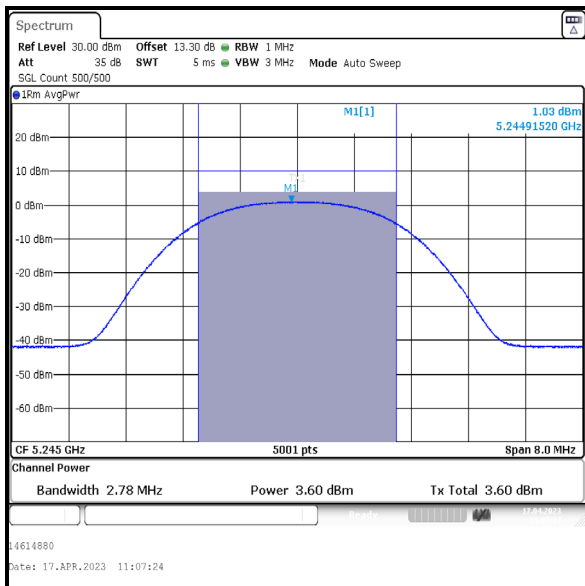 Spectrum
Ref Level 30.00 dBm Offset 13.30 dB RBW 1 MHz
Att 35 dB SWT 5 ms VBW 3 MHz Mode Auto Sweep
SGL Count 500/500
1Rm AvgPwr
M1[1] 1.03 dBm
5.24491520 GHz
20 dBm
10 dBm
M1
0 dBm
-10 dBm
-20 dBm
-30 dBm
-40 dBm
-50 dBm
-60 dBm
CF 5.245 GHz 5001 pts Span 8.0 MHz
Channel Power
Bandwidth 2.78 MHz Power 3.60 dBm Tx Total 3.60 dBm
Ready 17.04.2023
14614880
Date: 17.APR.2023 11:07:24